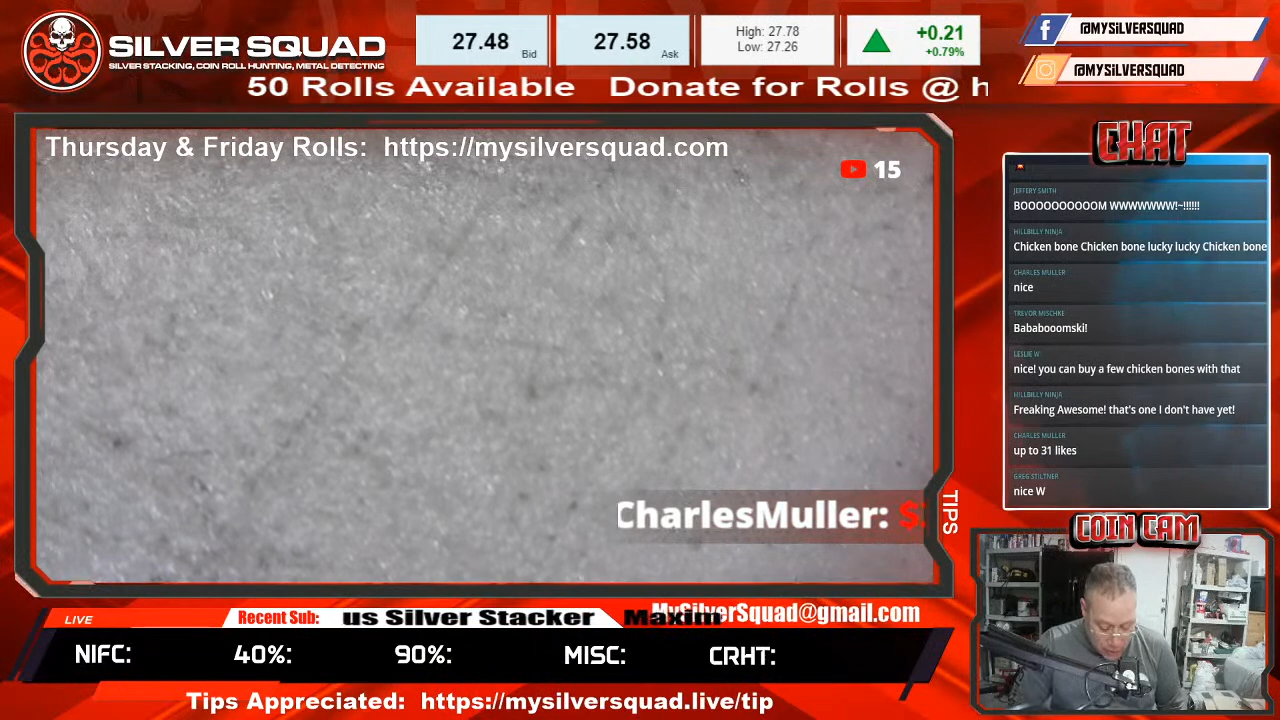 SILVER SQUAD
SILVER STACKING, COIN ROLL HUNTING, METAL DETECTING
27.48 Bid
27.58 Ask
High: 27.78
Low: 27.26
+0.21
+0.79%
@MYSILVERSQUAD
@MYSILVERSQUAD
50 Rolls Available Donate for Rolls @ h
Thursday & Friday Rolls: https://mysilversquad.com
15
CHAT
JEFFERY SMITH
BOOOOOOOOOM WWWWWWW!~!!!!!!
HILLBILLY NINJA
Chicken bone Chicken bone lucky lucky Chicken bone
CHARLES MULLER
nice
TREVOR MISCHKE
Bababooomski!
LESLIE W
nice! you can buy a few chicken bones with that
HILLBILLY NINJA
Freaking Awesome! that's one I don't have yet!
CHARLES MULLER
up to 31 likes
GREG STILTNER
nice W
CharlesMuller: $
TIPS
COIN CAM
LIVE
Recent Sub: us Silver Stacker Maxim
MySilverSquad@gmail.com
NIFC: 40%: 90%: MISC: CRHT:
Tips Appreciated: https://mysilversquad.live/tip